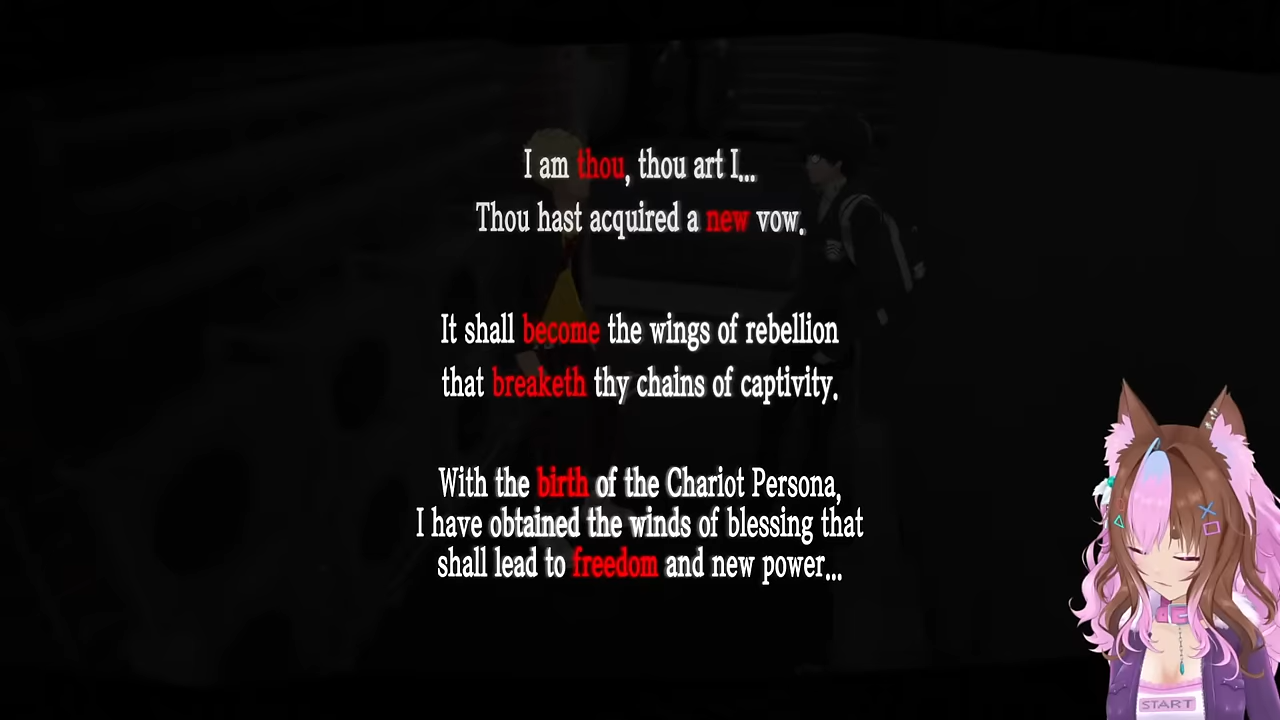 I am thou, thou art I...
Thou hast acquired a new vow.
It shall become the wings of rebellion
that breaketh thy chains of captivity.
With the birth of the Chariot Persona,
I have obtained the winds of blessing that
shall lead to freedom and new power...
START